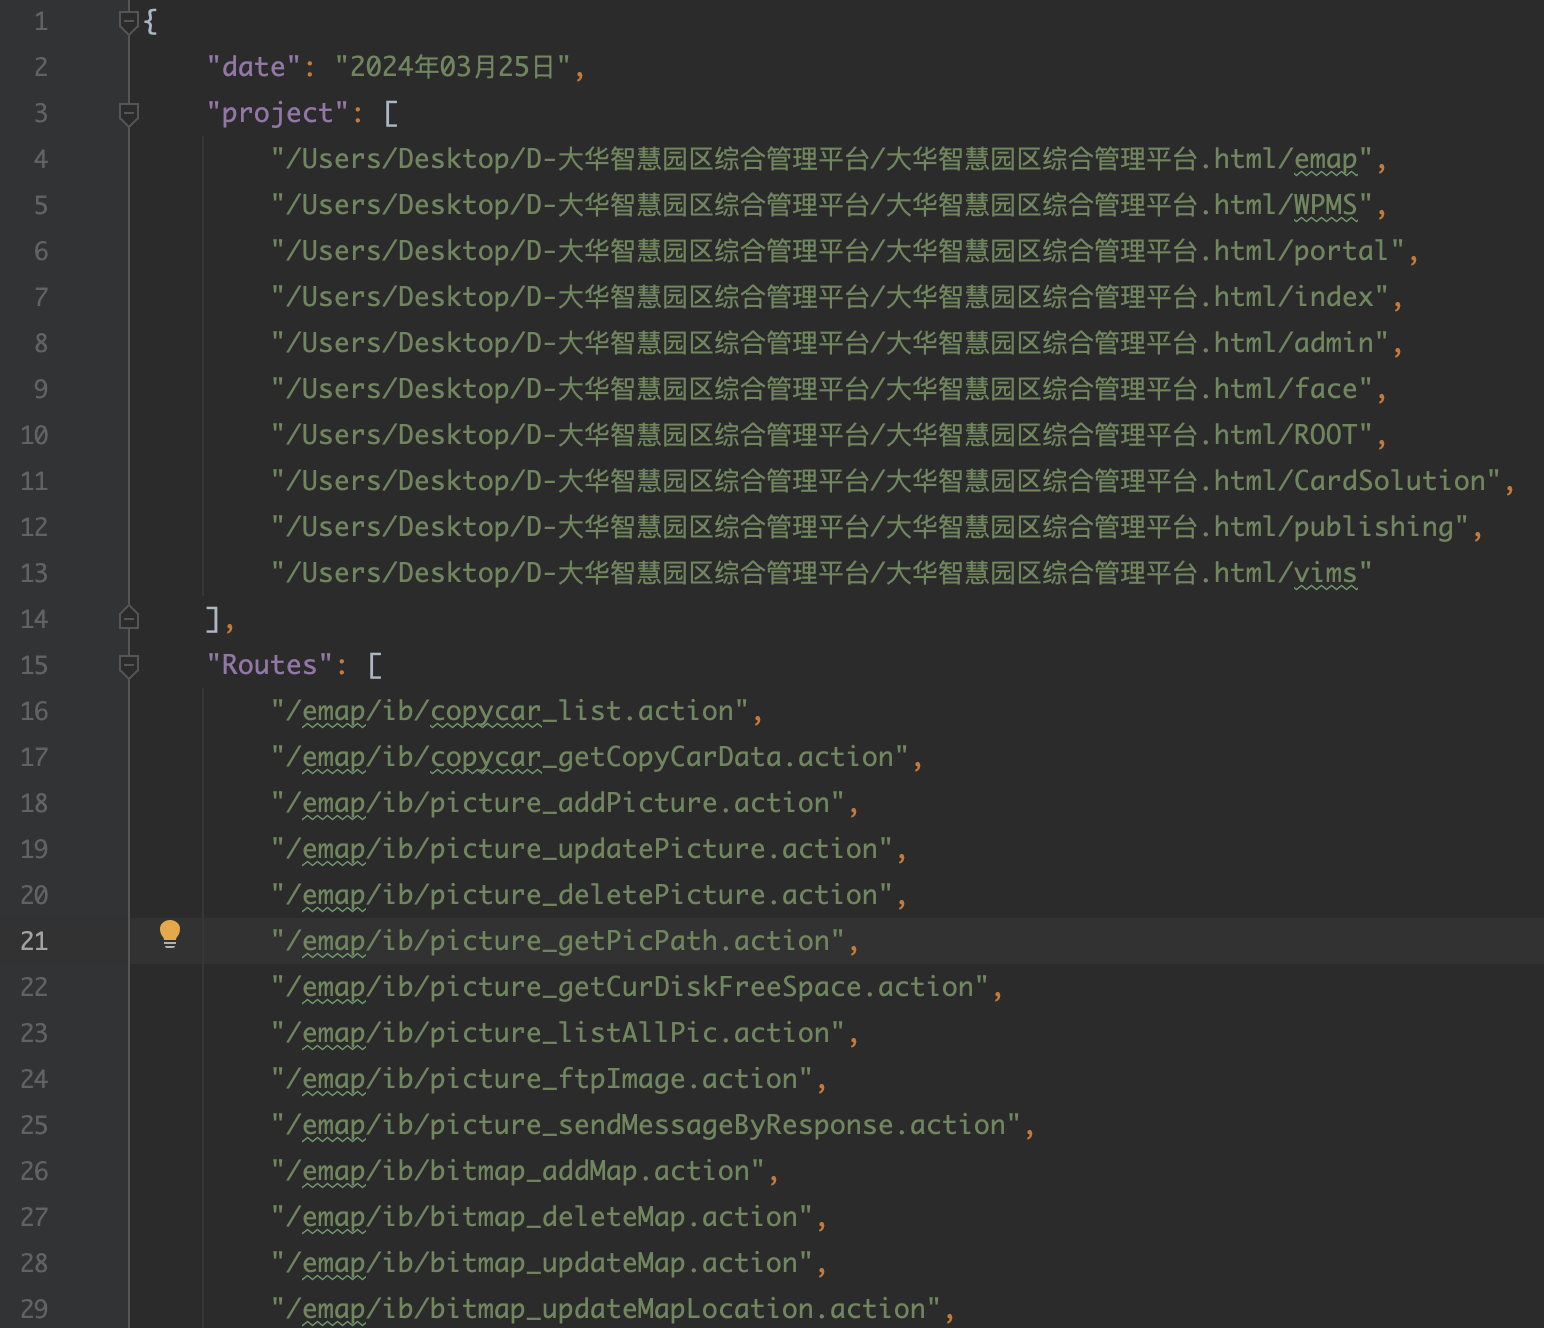 1 {
2 "date": "2024年03月25日",
3 "project": [
4 "/Users/Desktop/D-大华智慧园区综合管理平台/大华智慧园区综合管理平台.html/emap",
5 "/Users/Desktop/D-大华智慧园区综合管理平台/大华智慧园区综合管理平台.html/WPMS",
6 "/Users/Desktop/D-大华智慧园区综合管理平台/大华智慧园区综合管理平台.html/portal",
7 "/Users/Desktop/D-大华智慧园区综合管理平台/大华智慧园区综合管理平台.html/index",
8 "/Users/Desktop/D-大华智慧园区综合管理平台/大华智慧园区综合管理平台.html/admin",
9 "/Users/Desktop/D-大华智慧园区综合管理平台/大华智慧园区综合管理平台.html/face",
10 "/Users/Desktop/D-大华智慧园区综合管理平台/大华智慧园区综合管理平台.html/ROOT",
11 "/Users/Desktop/D-大华智慧园区综合管理平台/大华智慧园区综合管理平台.html/CardSolution",
12 "/Users/Desktop/D-大华智慧园区综合管理平台/大华智慧园区综合管理平台.html/publishing",
13 "/Users/Desktop/D-大华智慧园区综合管理平台/大华智慧园区综合管理平台.html/vims"
14 ],
15 "Routes": [
16 "/emap/ib/copycar_list.action",
17 "/emap/ib/copycar_getCopyCarData.action",
18 "/emap/ib/picture_addPicture.action",
19 "/emap/ib/picture_updatePicture.action",
20 "/emap/ib/picture_deletePicture.action",
21 "/emap/ib/picture_getPicPath.action",
22 "/emap/ib/picture_getCurDiskFreeSpace.action",
23 "/emap/ib/picture_listAllPic.action",
24 "/emap/ib/picture_ftpImage.action",
25 "/emap/ib/picture_sendMessageByResponse.action",
26 "/emap/ib/bitmap_addMap.action",
27 "/emap/ib/bitmap_deleteMap.action",
28 "/emap/ib/bitmap_updateMap.action",
29 "/emap/ib/bitmap_updateMapLocation.action",